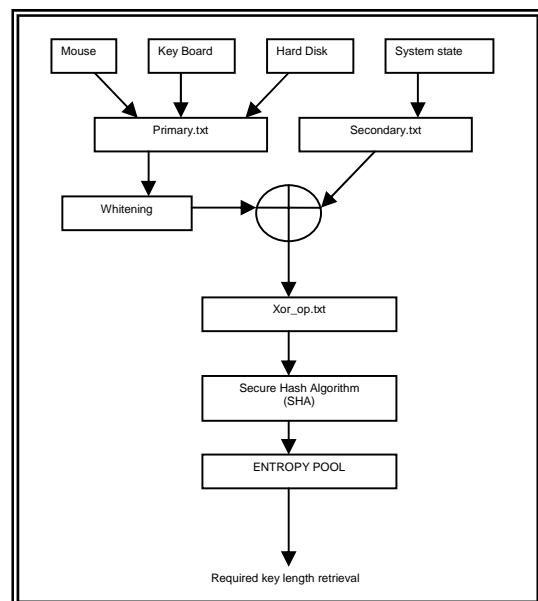 Mouse
Key Board
Hard Disk
System state
Primary.txt
Secondary.txt
Whitening
Xor_op.txt
Secure Hash Algorithm
(SHA)
ENTROPY POOL
Required key length retrieval